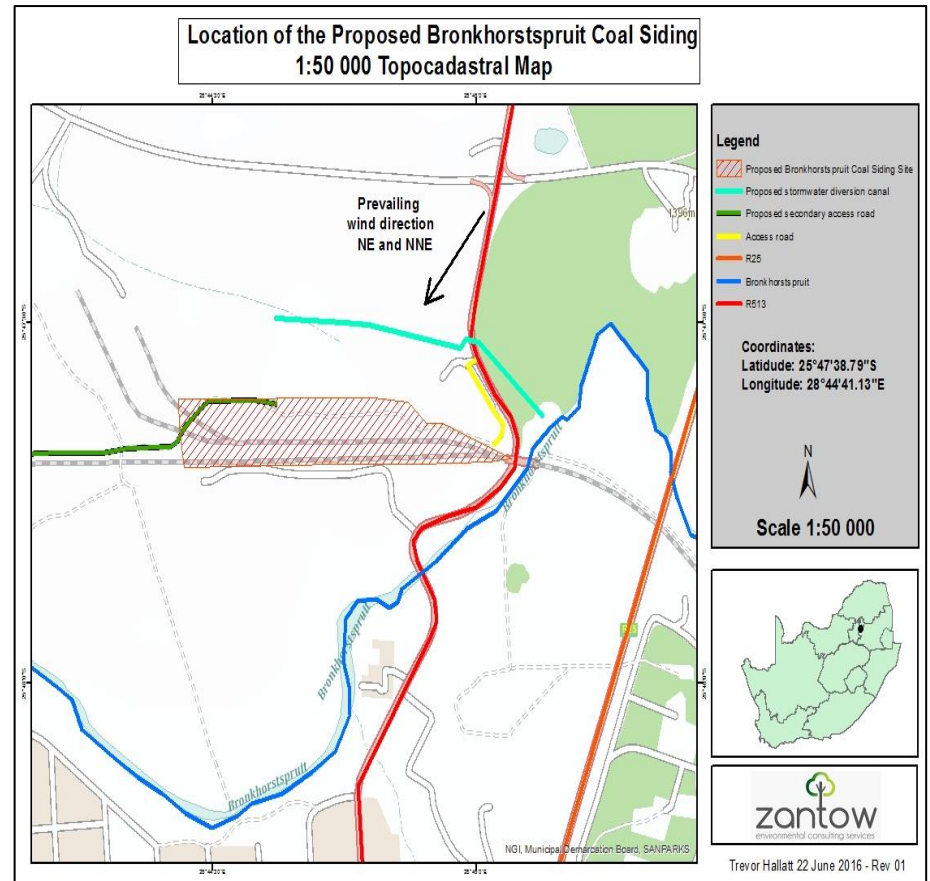 Location of the Proposed Bronkhorstspruit Coal Siding
1:50 000 Topocadastral Map
Prevailing
wind direction
NE and NNE
1396m
Bronkhorstspruit
Bronkhorstspruit
Bronkhorstspruit
NGI, Municipal Demarcation Board, SANPARKS
Legend
Proposed Bronkhorstspruit Coal Siding Site
Proposed stormwater diversion canal
Proposed secondary access road
Access road
R25
Bronkhorstspruit
R513
Coordinates:
Latidude: 25°47'38.79"S
Longitude: 28°44'41.13"E
N
Scale 1:50 000
zantow
environmental consulting services
Trevor Hallatt 22 June 2016 - Rev 01